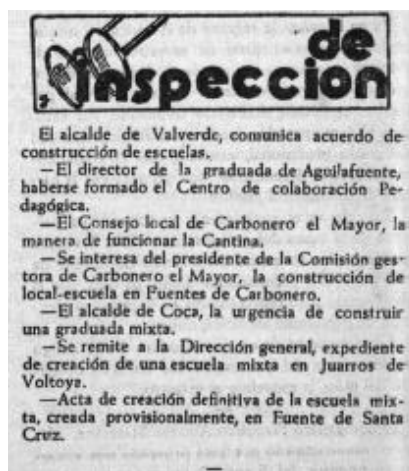 de
inspección
El alcalde de Valverde, comunica acuerdo de
construcción de escuelas.
—El director de la graduada de Aguilafuente,
haberse formado el Centro de colaboración Pe-
dagógica.
—El Consejo local de Carbonero el Mayor, la
manera de funcionar la Cantina.
—Se interesa del presidente de la Comisión ges-
tora de Carbonero el Mayor, la construcción de
local-escuela en Fuentes de Carbonero.
—El alcalde de Coca, la urgencia de construir
una graduada mixta.
—Se remite a la Dirección general, expediente
de creación de una escuela mixta en Juarros de
Voltoya.
—Acta de creación definitiva de la escuela mix-
ta, creada provisionalmente, en Fuente de Santa
Cruz.